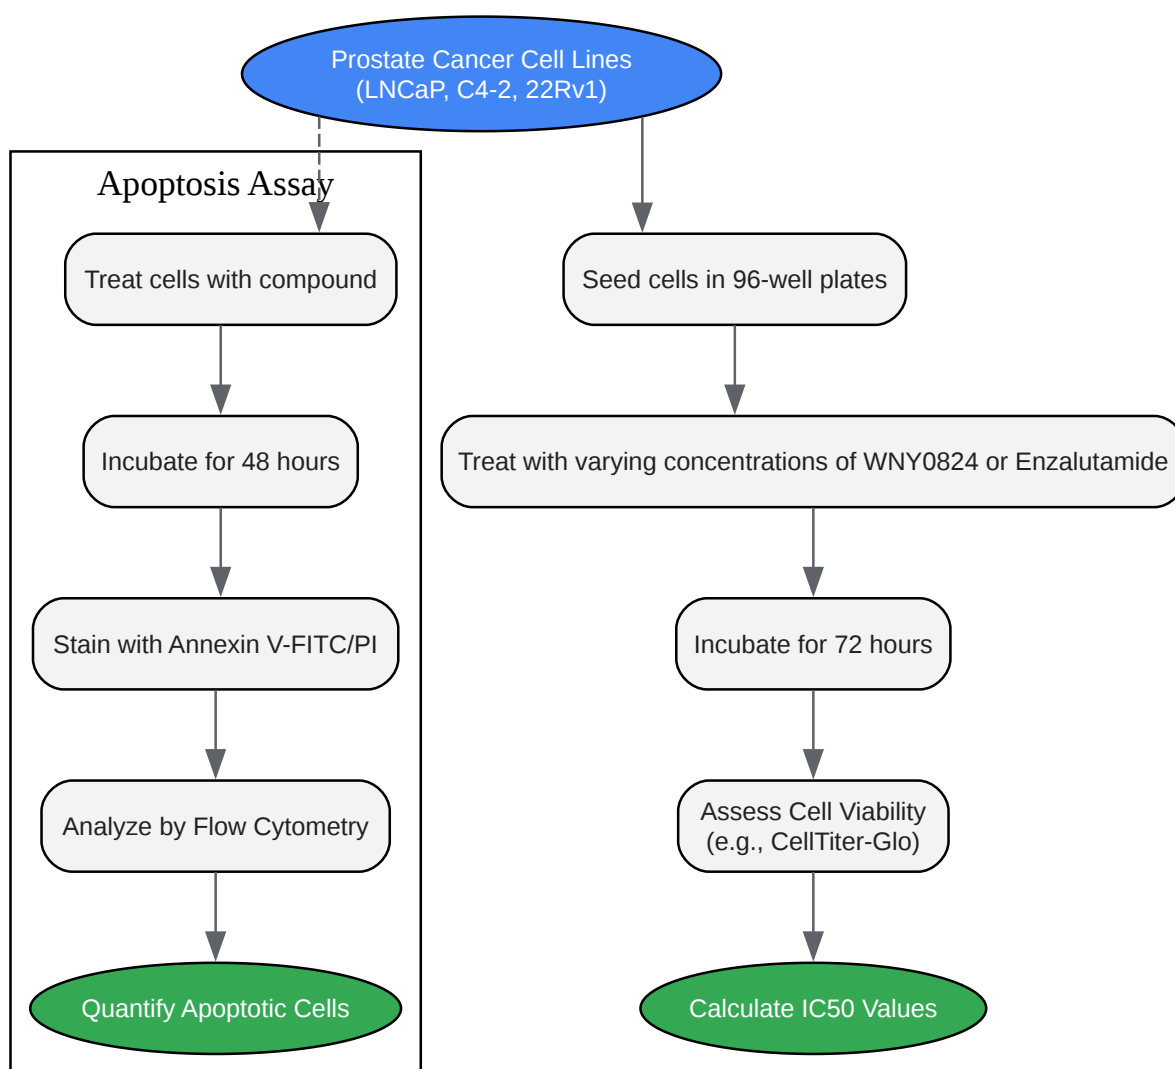 Prostate Cancer Cell Lines
(LNCaP, C4-2, 22Rv1)
Apoptosis Assay
Treat cells with compound
Incubate for 48 hours
Stain with Annexin V-FITC/PI
Analyze by Flow Cytometry
Quantify Apoptotic Cells
Seed cells in 96-well plates
Treat with varying concentrations of WNY0824 or Enzalutamide
Incubate for 72 hours
Assess Cell Viability
(e.g., CellTiter-Glo)
Calculate IC50 Values